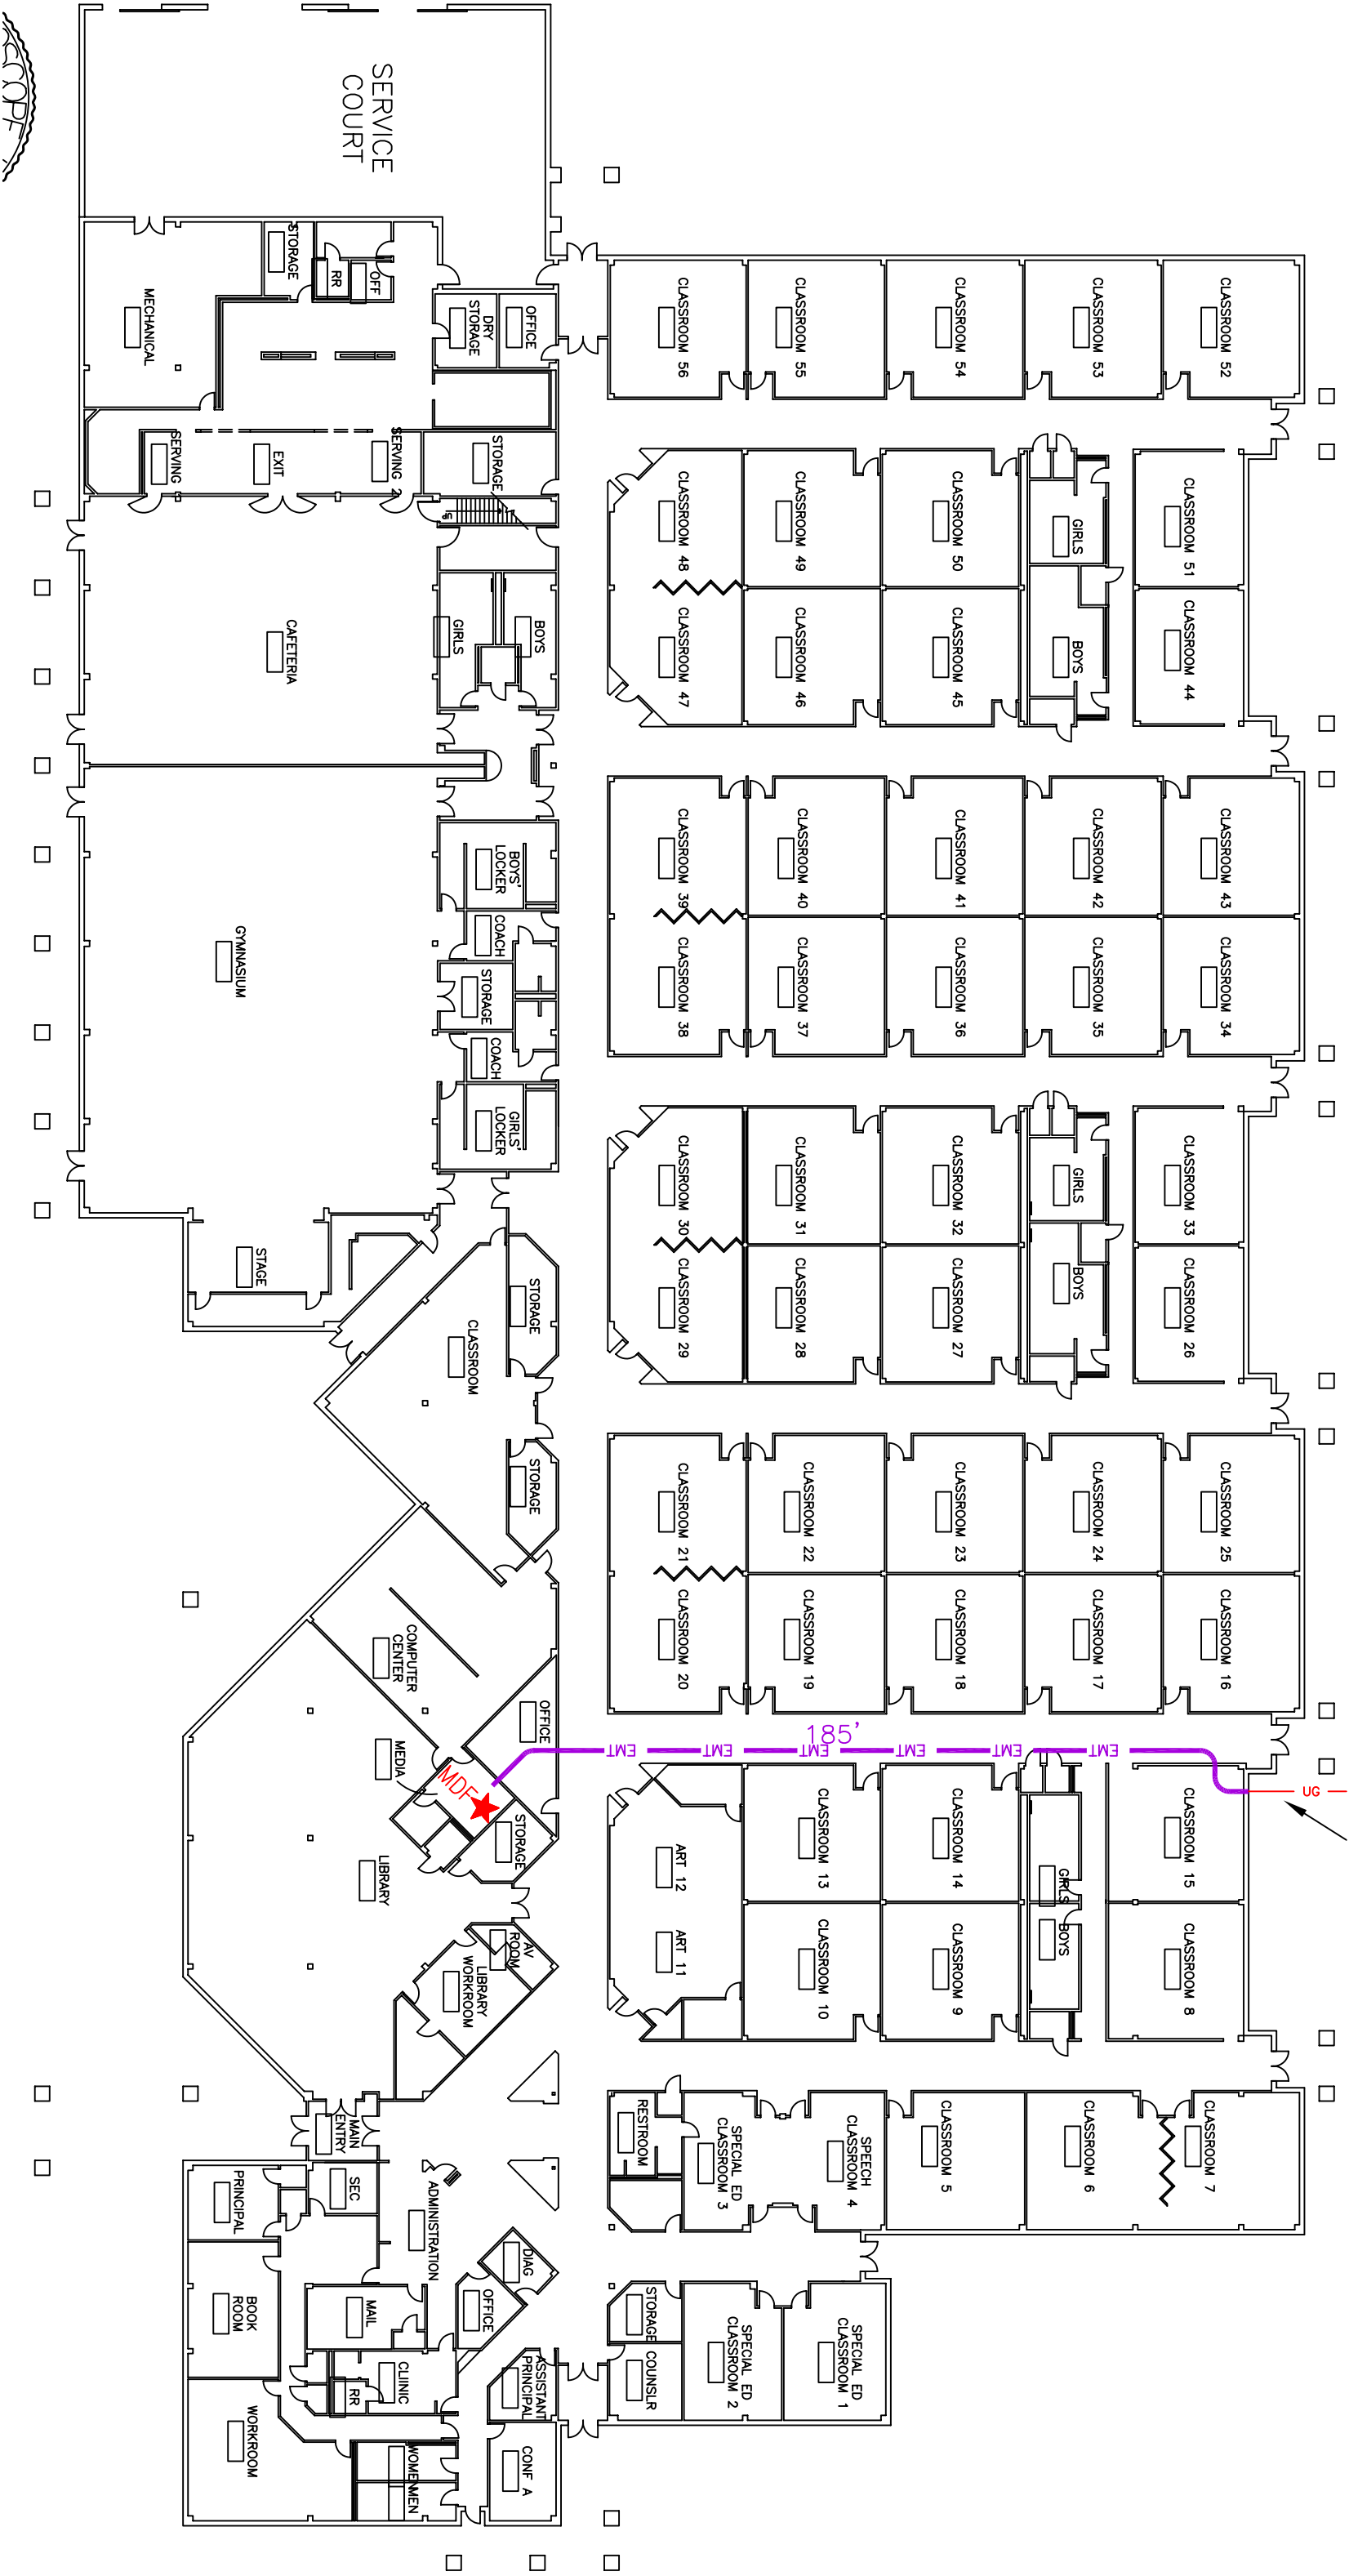 SCOPE
SERVICE
COURT
CLASSROOM 56
CLASSROOM 55
CLASSROOM 54
CLASSROOM 53
CLASSROOM 52
STORAGE
RR
OFF
MECHANICAL
DRY
STORAGE
OFFICE
SERVING
EXIT
SERVING 2
STORAGE
UP
CLASSROOM 48
CLASSROOM 49
CLASSROOM 50
GIRLS
CLASSROOM 51
CAFETERIA
GIRLS
BOYS
CLASSROOM 47
CLASSROOM 46
CLASSROOM 45
BOYS
CLASSROOM 44
CLASSROOM 39
CLASSROOM 40
CLASSROOM 41
CLASSROOM 42
CLASSROOM 43
BOYS'
LOCKER
COACH
GYMNASIUM
STORAGE
COACH
GIRLS'
LOCKER
CLASSROOM 38
CLASSROOM 37
CLASSROOM 36
CLASSROOM 35
CLASSROOM 34
CLASSROOM 30
CLASSROOM 31
CLASSROOM 32
GIRLS
CLASSROOM 33
STAGE
STORAGE
CLASSROOM
CLASSROOM 29
CLASSROOM 28
CLASSROOM 27
BOYS
CLASSROOM 26
STORAGE
CLASSROOM 21
CLASSROOM 22
CLASSROOM 23
CLASSROOM 24
CLASSROOM 25
COMPUTER
CENTER
OFFICE
CLASSROOM 20
CLASSROOM 19
CLASSROOM 18
CLASSROOM 17
CLASSROOM 16
185'
EMT
EMT
EMT
EMT
EMT
EMT
UG
MEDIA
MDF
STORAGE
LIBRARY
ART 12
CLASSROOM 13
CLASSROOM 14
GIRLS
CLASSROOM 15
AV
ROOM
LIBRARY
WORKROOM
ART 11
CLASSROOM 10
CLASSROOM 9
BOYS
CLASSROOM 8
MAIN
ENTRY
RESTROOM
SPECIAL ED
CLASSROOM 3
SPEECH
CLASSROOM 4
CLASSROOM 5
CLASSROOM 6
CLASSROOM 7
PRINCIPAL
SEC
ADMINISTRATION
DIAG
BOOK
ROOM
MAIL
OFFICE
STORAGE
SPECIAL ED
CLASSROOM 2
SPECIAL ED
CLASSROOM 1
CLIINIC
RR
ASSISTANT
PRINCIPAL
COUNSLR
WORKROOM
WOMEN
MEN
CONF A